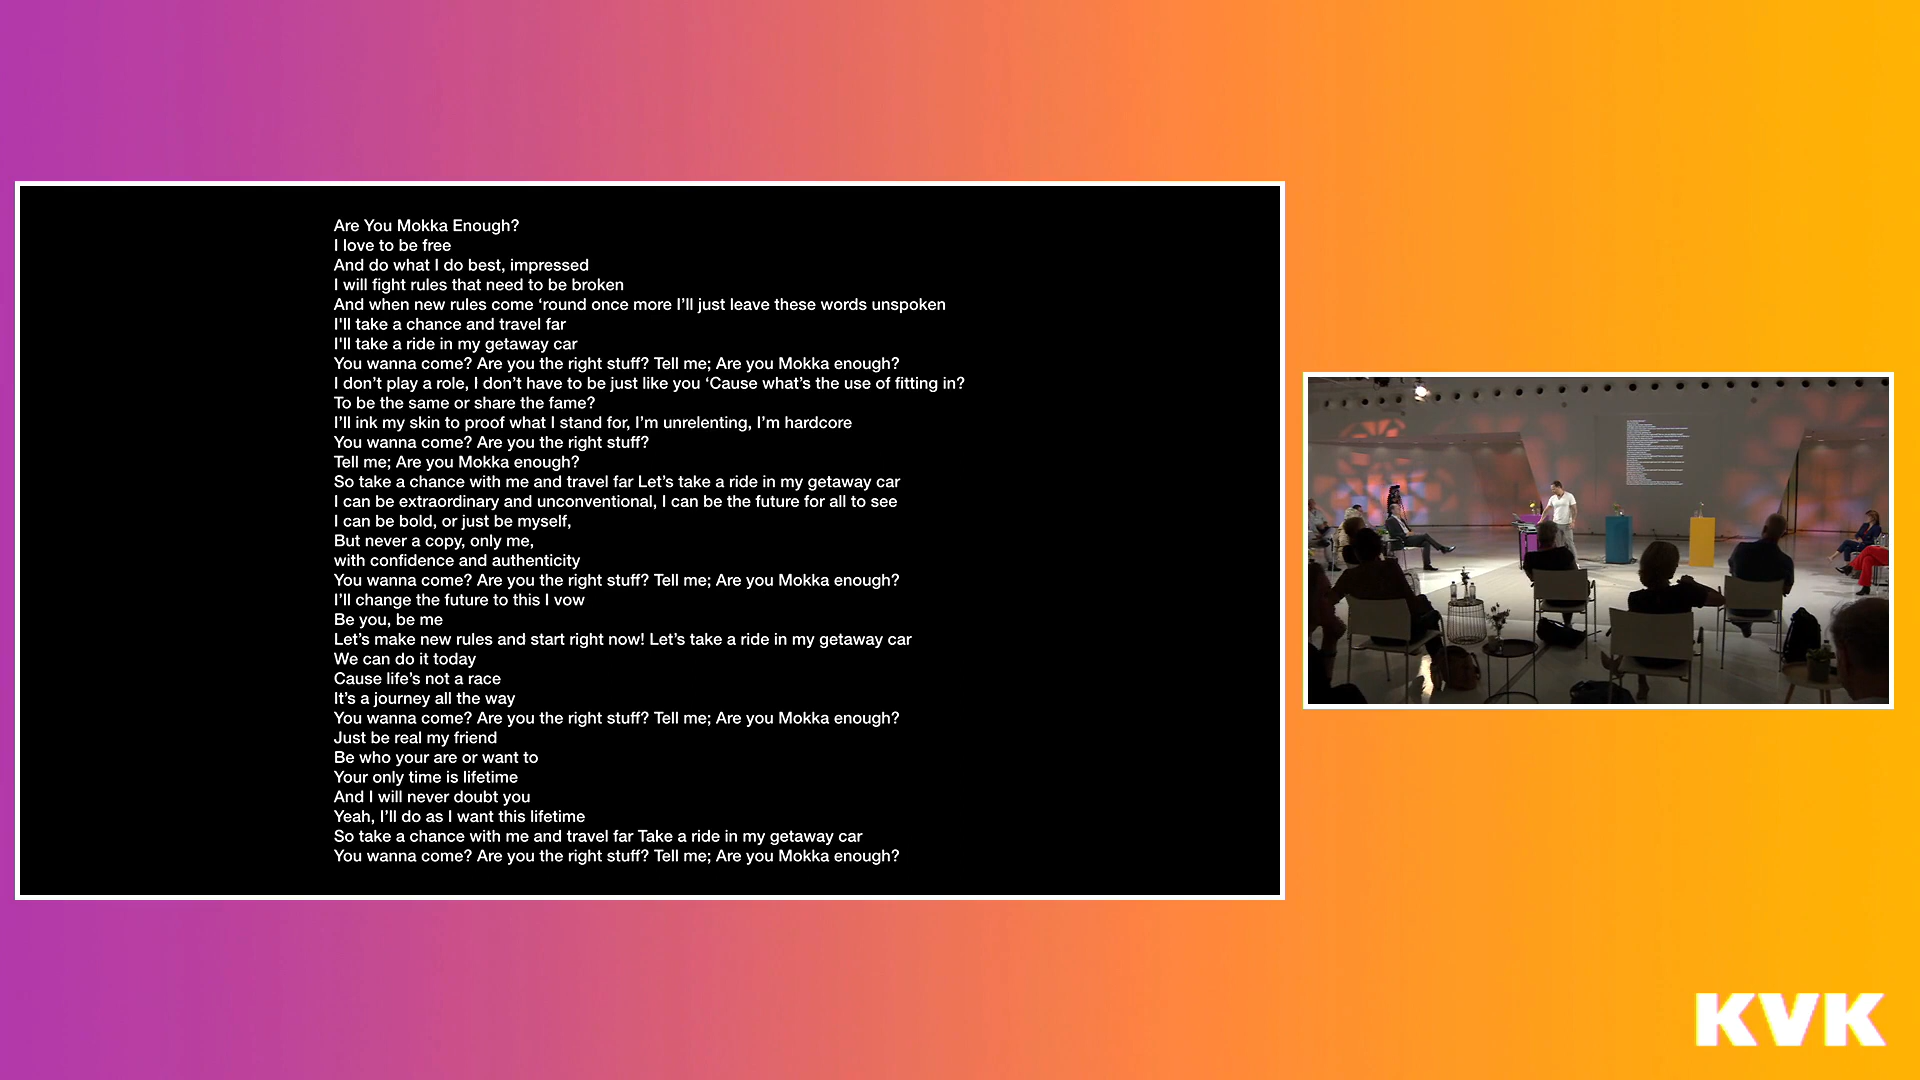 Are You Mokka Enough?
I love to be free
And do what I do best, impressed
I will fight rules that need to be broken
And when new rules come ‘round once more I’ll just leave these words unspoken
I'll take a chance and travel far
I'll take a ride in my getaway car
You wanna come? Are you the right stuff? Tell me; Are you Mokka enough?
I don’t play a role, I don’t have to be just like you ‘Cause what’s the use of fitting in?
To be the same or share the fame?
I’ll ink my skin to proof what I stand for, I’m unrelenting, I’m hardcore
You wanna come? Are you the right stuff?
Tell me; Are you Mokka enough?
So take a chance with me and travel far Let’s take a ride in my getaway car
I can be extraordinary and unconventional, I can be the future for all to see
I can be bold, or just be myself,
But never a copy, only me,
with confidence and authenticity
You wanna come? Are you the right stuff? Tell me; Are you Mokka enough?
I’ll change the future to this I vow
Be you, be me
Let’s make new rules and start right now! Let’s take a ride in my getaway car
We can do it today
Cause life’s not a race
It’s a journey all the way
You wanna come? Are you the right stuff? Tell me; Are you Mokka enough?
Just be real my friend
Be who your are or want to
Your only time is lifetime
And I will never doubt you
Yeah, I’ll do as I want this lifetime
So take a chance with me and travel far Take a ride in my getaway car
You wanna come? Are you the right stuff? Tell me; Are you Mokka enough?
KVK